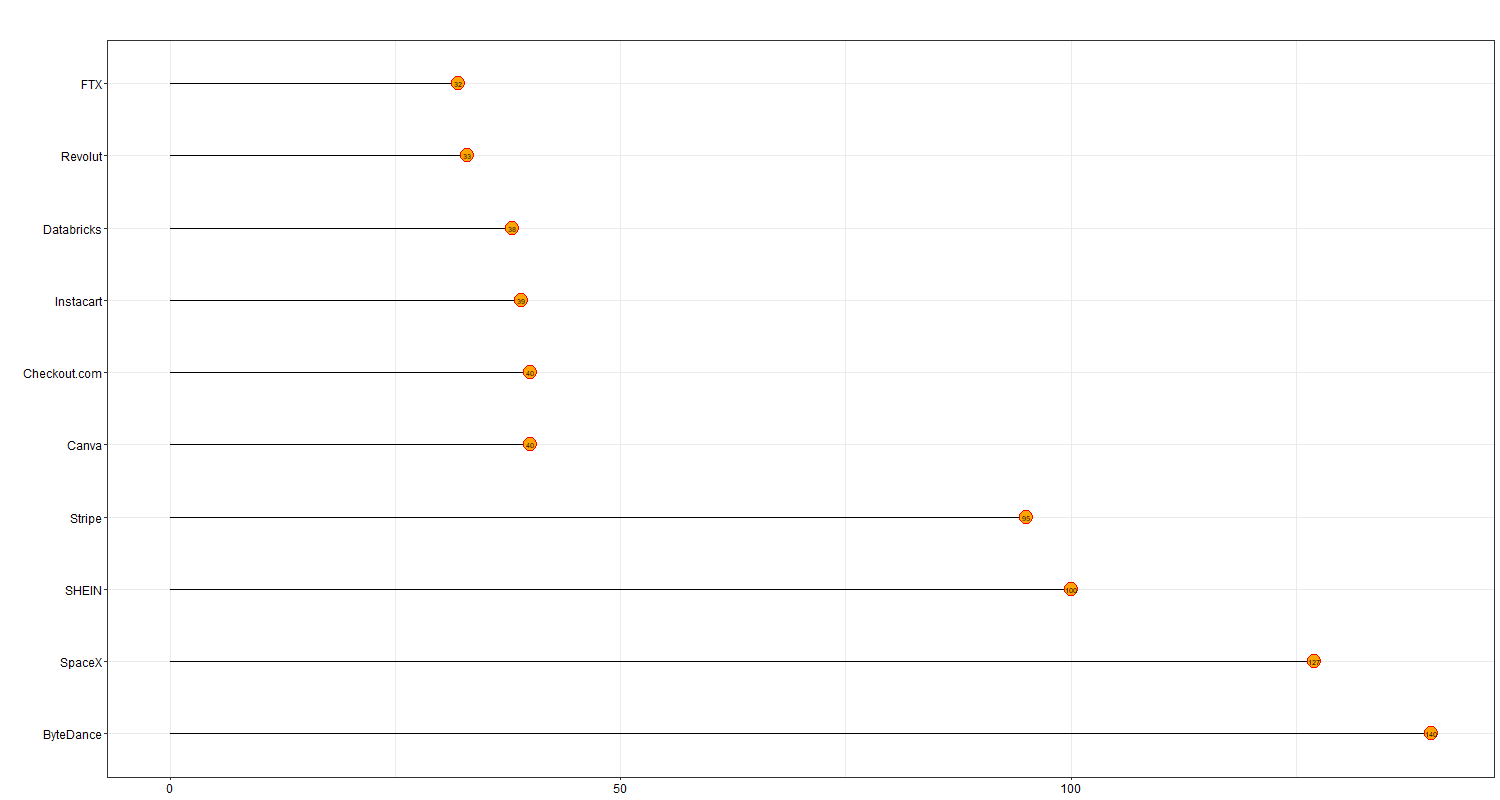 FTX 32
Revolut 33
Databricks 38
Instacart 39
Checkout.com 40
Canva 40
Stripe 95
SHEIN 100
SpaceX 127
ByteDance 140
0 50 100